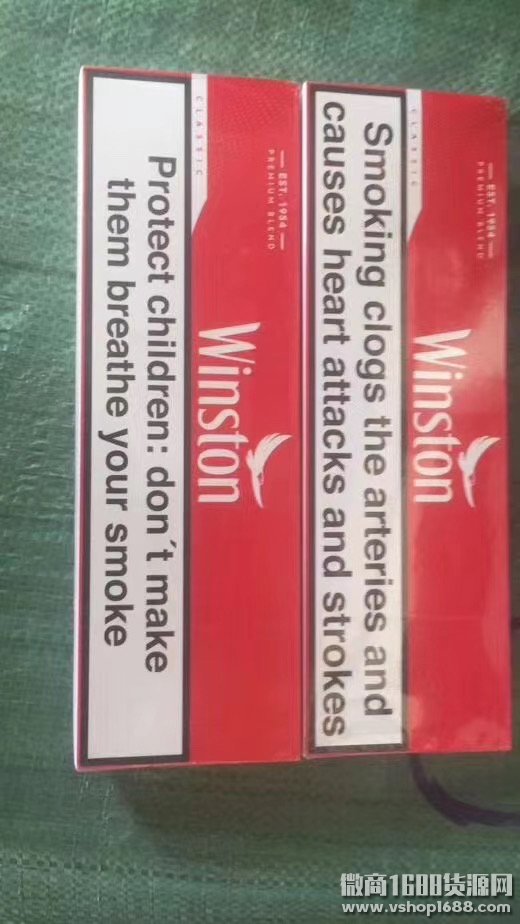 CLASSIC
EST. 1954
PREMIUM BLEND
Winston
Smoking clogs the arteries and
causes heart attacks and strokes
CLASSIC
EST. 1954
PREMIUM BLEND
Winston
Protect children: don´t make
them breathe your smoke
微商1688货源网
www.vshop1688.com